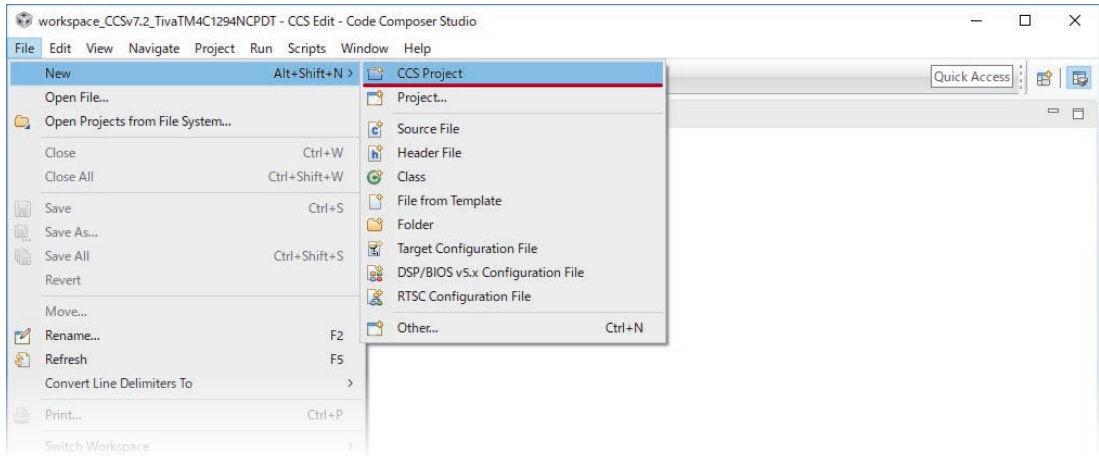 workspace_CCSv7.2_TivaTM4C1294NCPDT - CCS Edit - Code Composer Studio
File Edit View Navigate Project Run Scripts Window Help
New Alt+Shift+N >
Open File...
Open Projects from File System...
Close Ctrl+W
Close All Ctrl+Shift+W
Save Ctrl+S
Save As...
Save All Ctrl+Shift+S
Revert
Move...
Rename... F2
Refresh F5
Convert Line Delimiters To >
Print... Ctrl+P
Switch Workspace >
CCS Project
Project...
Source File
Header File
Class
File from Template
Folder
Target Configuration File
DSP/BIOS v5.x Configuration File
RTSC Configuration File
Other... Ctrl+N
Quick Access